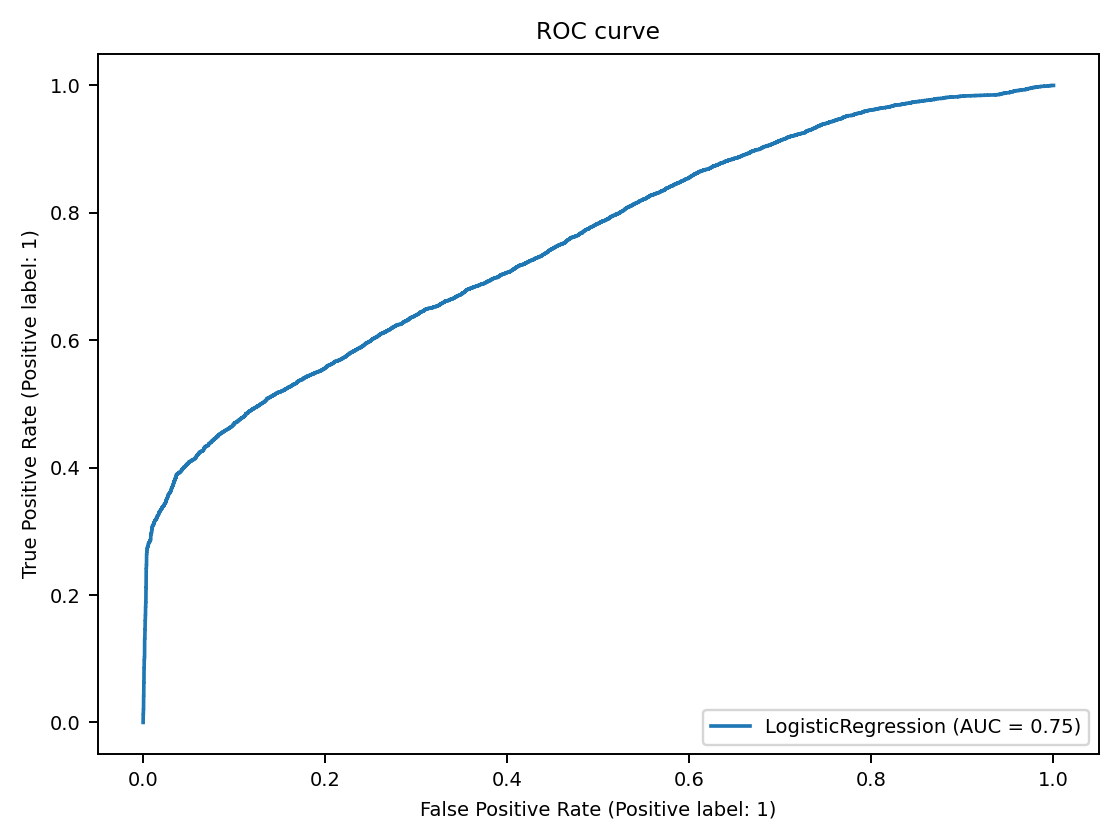 ROC curve
True Positive Rate (Positive label: 1)
1.0
0.8
0.6
0.4
0.2
0.0
LogisticRegression (AUC = 0.75)
0.0 0.2 0.4 0.6 0.8 1.0
False Positive Rate (Positive label: 1)